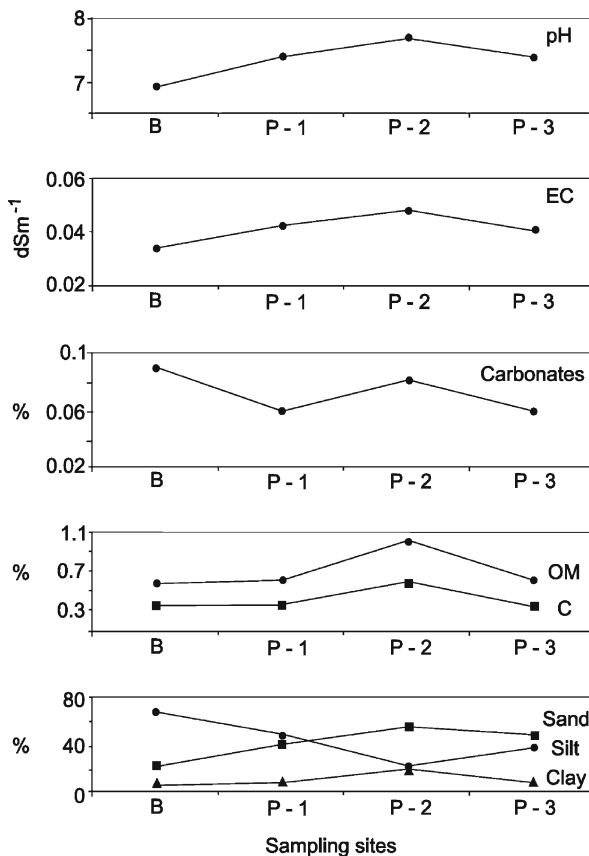 8
pH
7
B P - 1 P - 2 P - 3
0.06
EC
dSm-1
0.04
0.02
B P - 1 P - 2 P - 3
0.1
Carbonates
% 0.06
0.02
B P - 1 P - 2 P - 3
1.1
% 0.7 OM
0.3 C
B P - 1 P - 2 P - 3
80
Sand
% 40 Silt
Clay
0
B P - 1 P - 2 P - 3
Sampling sites